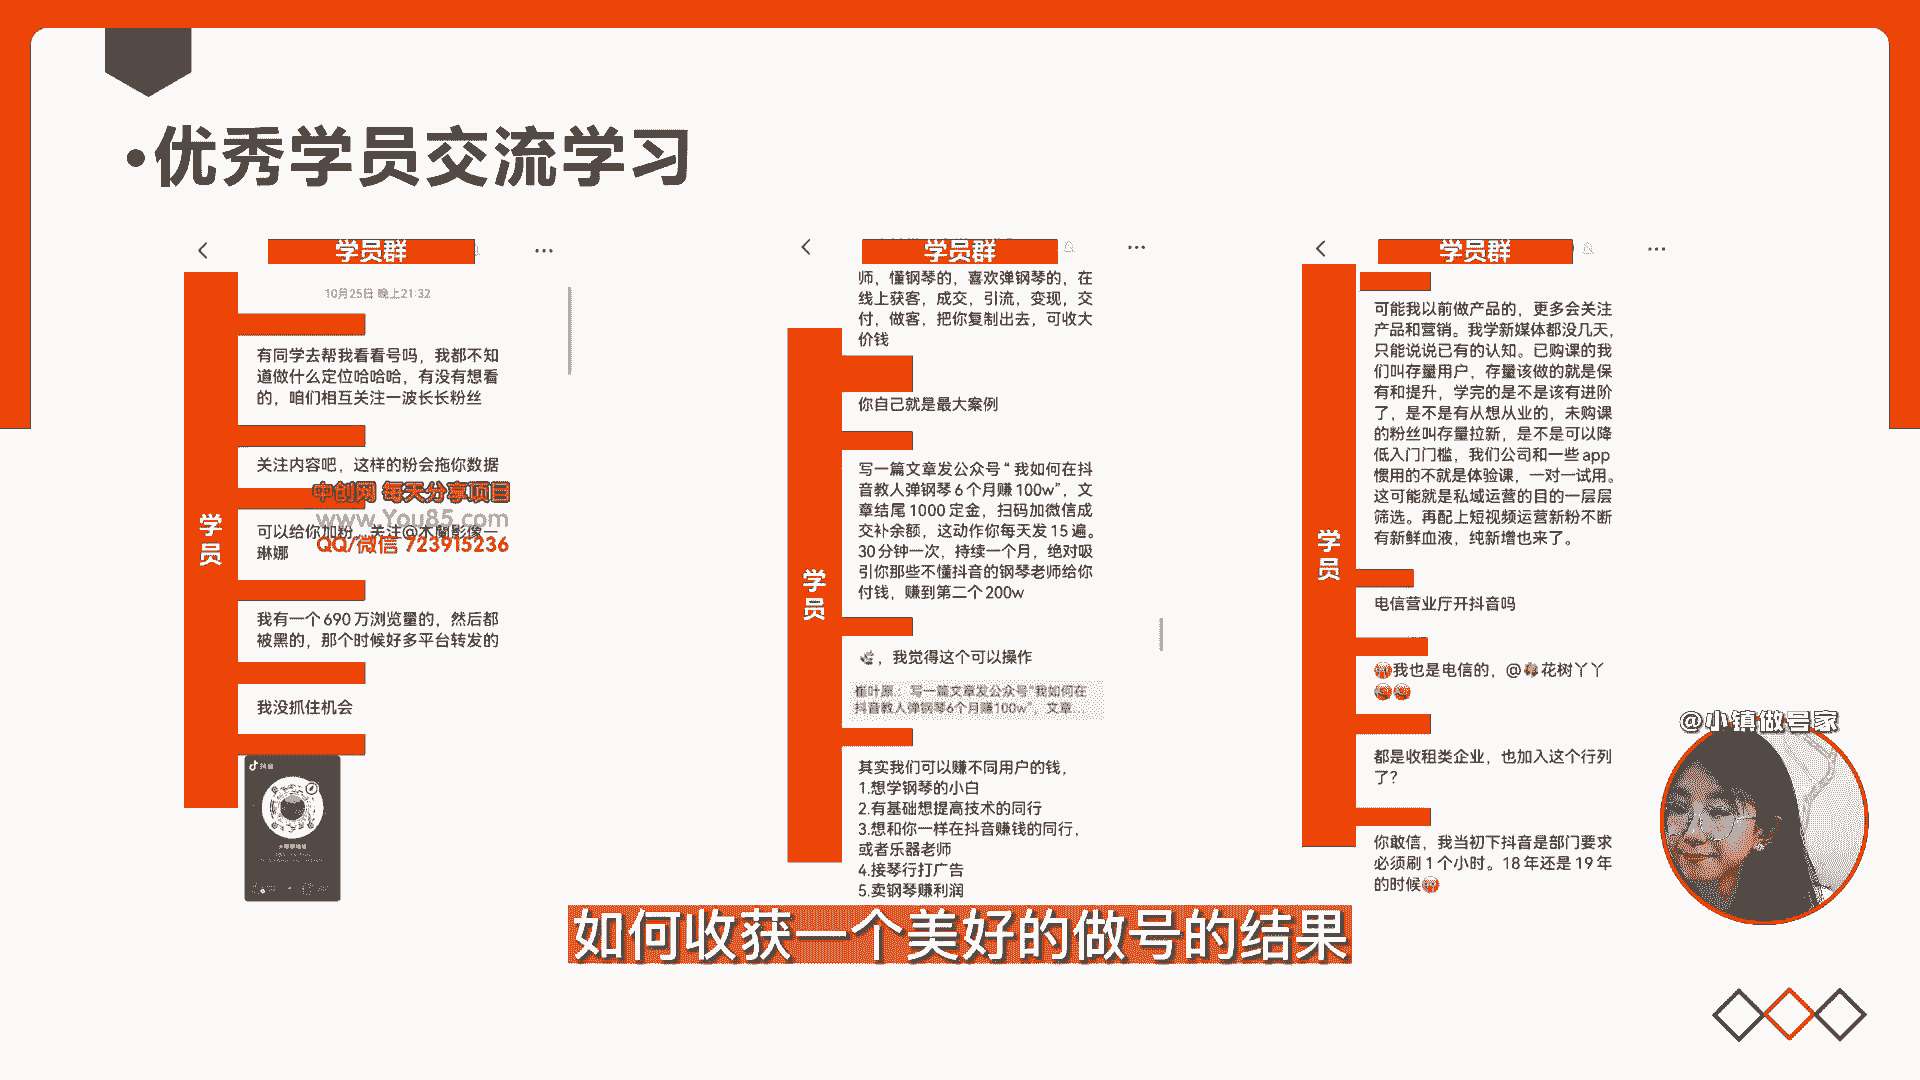 •优秀学员交流学习
学员群
10月25日 晚上21:32
有同学去帮我看看号吗，我都不知
道做什么定位哈哈哈，有没有想看
的，咱们相互关注一波长长粉丝
关注内容吧，这样的粉会拖你数据
中创网 每天分享项目
www.You85.com
可以给你加粉。关注@木蘭影像一
琳娜
QQ/微信 723915236
我有一个690万浏览量的，然后都
被黑的，那个时候好多平台转发的
我没抓住机会
学员
抖音
学员群
师，懂钢琴的，喜欢弹钢琴的，在
线上获客，成交，引流，变现，交
付，做客，把你复制出去，可收大
价钱
你自己就是最大案例
写一篇文章发公众号“我如何在抖
音教人弹钢琴6个月赚100w”，文
章结尾1000定金，扫码加微信成
交补余额，这动作你每天发15遍。
30分钟一次，持续一个月，绝对吸
引你那些不懂抖音的钢琴老师给你
付钱，赚到第二个200w
学员
，我觉得这个可以操作
崔叶原：写一篇文章发公众号“我如何在
抖音教人弹钢琴6个月赚100w”，文章...
其实我们可以赚不同用户的钱，
1.想学钢琴的小白
2.有基础想提高技术的同行
3.想和你一样在抖音赚钱的同行，
或者乐器老师
4.接琴行打广告
5.卖钢琴赚利润
学员群
可能我以前做产品的，更多会关注
产品和营销。我学新媒体都没几天，
只能说说已有的认知。已购课的我
们叫存量用户，存量该做的就是保
有和提升，学完的是不是该有进阶
了，是不是有从想从业的，未购课
的粉丝叫存量拉新，是不是可以降
低入门门槛，我们公司和一些app
惯用的不就是体验课，一对一试用。
这可能就是私域运营的目的一层层
筛选。再配上短视频运营新粉不断
有新鲜血液，纯新增也来了。
学员
电信营业厅开抖音吗
我也是电信的，@花树丫丫
都是收租类企业，也加入这个行列
了？
你敢信，我当初下抖音是部门要求
必须刷1个小时。18年还是19年
的时候
@小镇做号家
如何收获一个美好的做号的结果